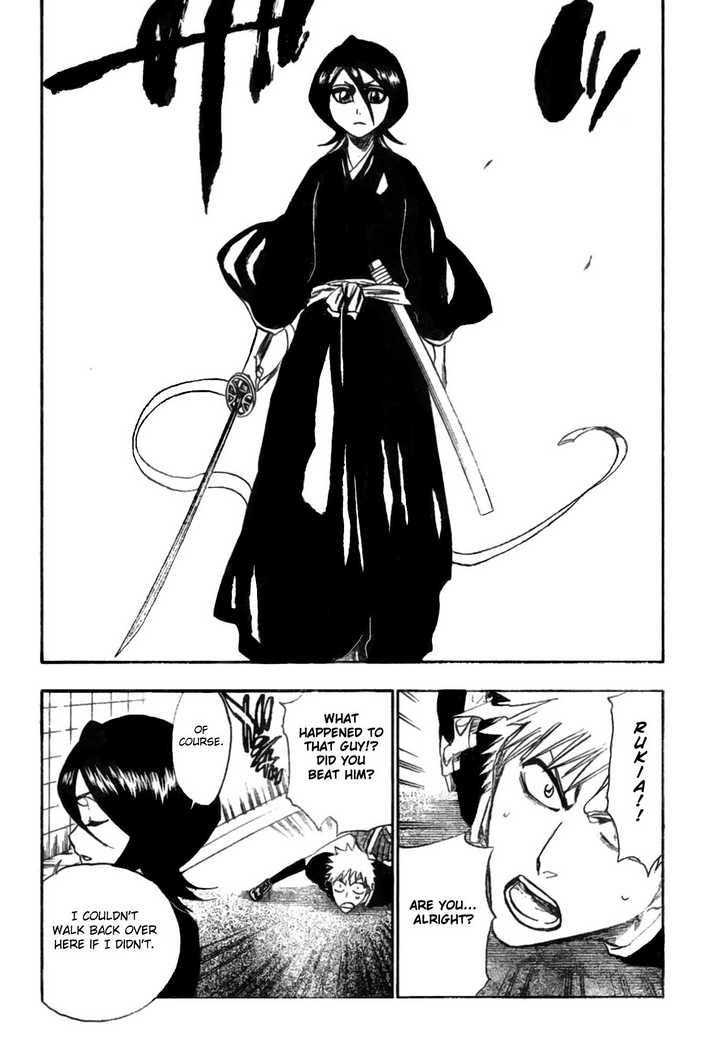 RUKIA!!
ARE YOU...
ALRIGHT?
WHAT
HAPPENED TO
THAT GUY!?
DID YOU
BEAT HIM?
OF
COURSE.
I COULDN'T
WALK BACK OVER
HERE IF I DIDN'T.